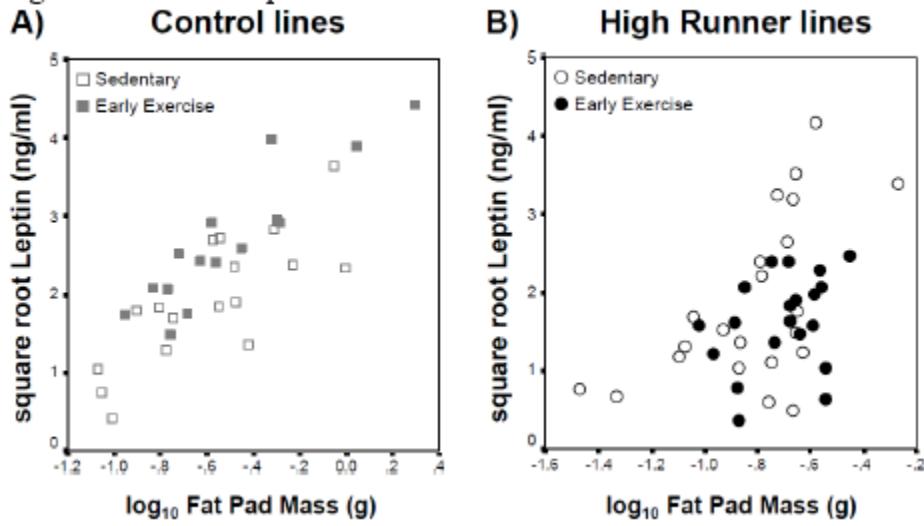 A) Control lines
B) High Runner lines
5
4
3
2
1
0
square root Leptin (ng/ml)
Sedentary
Early Exercise
-1.2 -1.0 -.8 -.6 -.4 -.2 0.0 .2 .4
log10 Fat Pad Mass (g)
5
4
3
2
1
0
square root Leptin (ng/ml)
Sedentary
Early Exercise
-1.6 -1.4 -1.2 -1.0 -.8 -.6 -.4 -.2
log10 Fat Pad Mass (g)